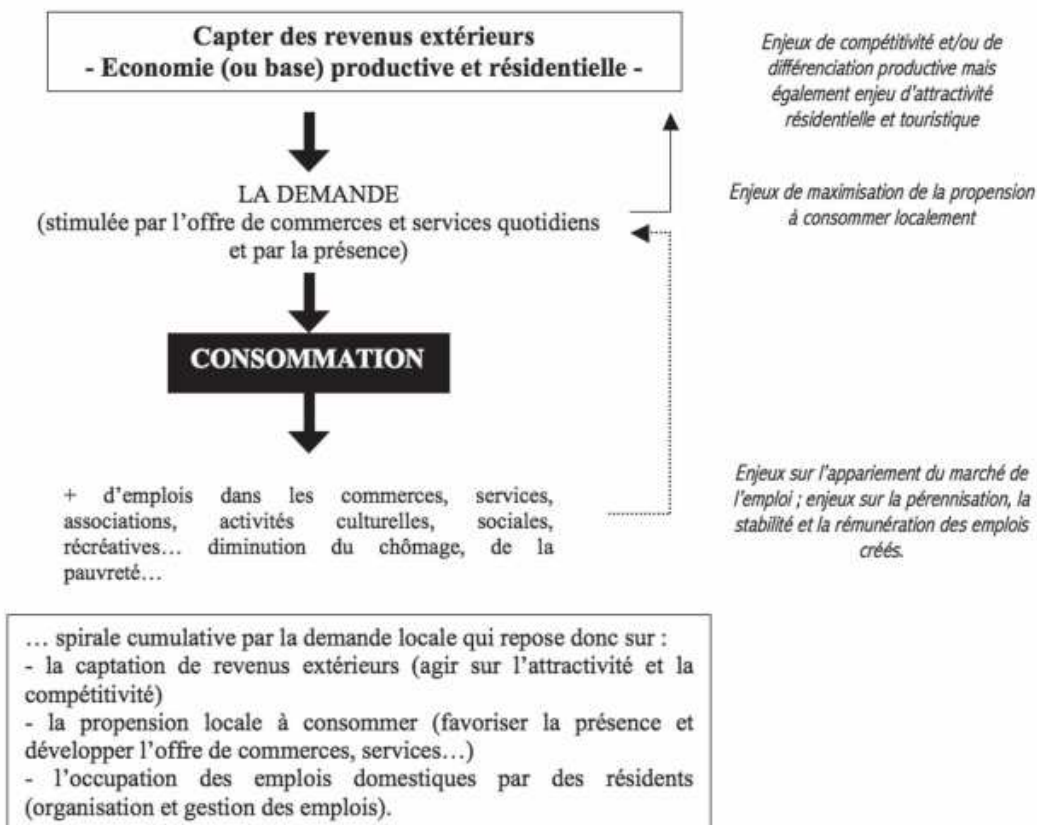 Capter des revenus extérieurs
- Economie (ou base) productive et résidentielle -
Enjeux de compétitivité et/ou de
différenciation productive mais
également enjeu d'attractivité
résidentielle et touristique
LA DEMANDE
(stimulée par l'offre de commerces et services quotidiens
et par la présence)
Enjeux de maximisation de la propension
à consommer localement
CONSOMMATION
+ d'emplois dans les commerces, services,
associations, activités culturelles, sociales,
récréatives… diminution du chômage, de la
pauvreté…
Enjeux sur l'appariement du marché de
l'emploi ; enjeux sur la pérennisation, la
stabilité et la rémunération des emplois
créés.
… spirale cumulative par la demande locale qui repose donc sur :
- la captation de revenus extérieurs (agir sur l'attractivité et la
compétitivité)
- la propension locale à consommer (favoriser la présence et
développer l'offre de commerces, services…)
- l'occupation des emplois domestiques par des résidents
(organisation et gestion des emplois).